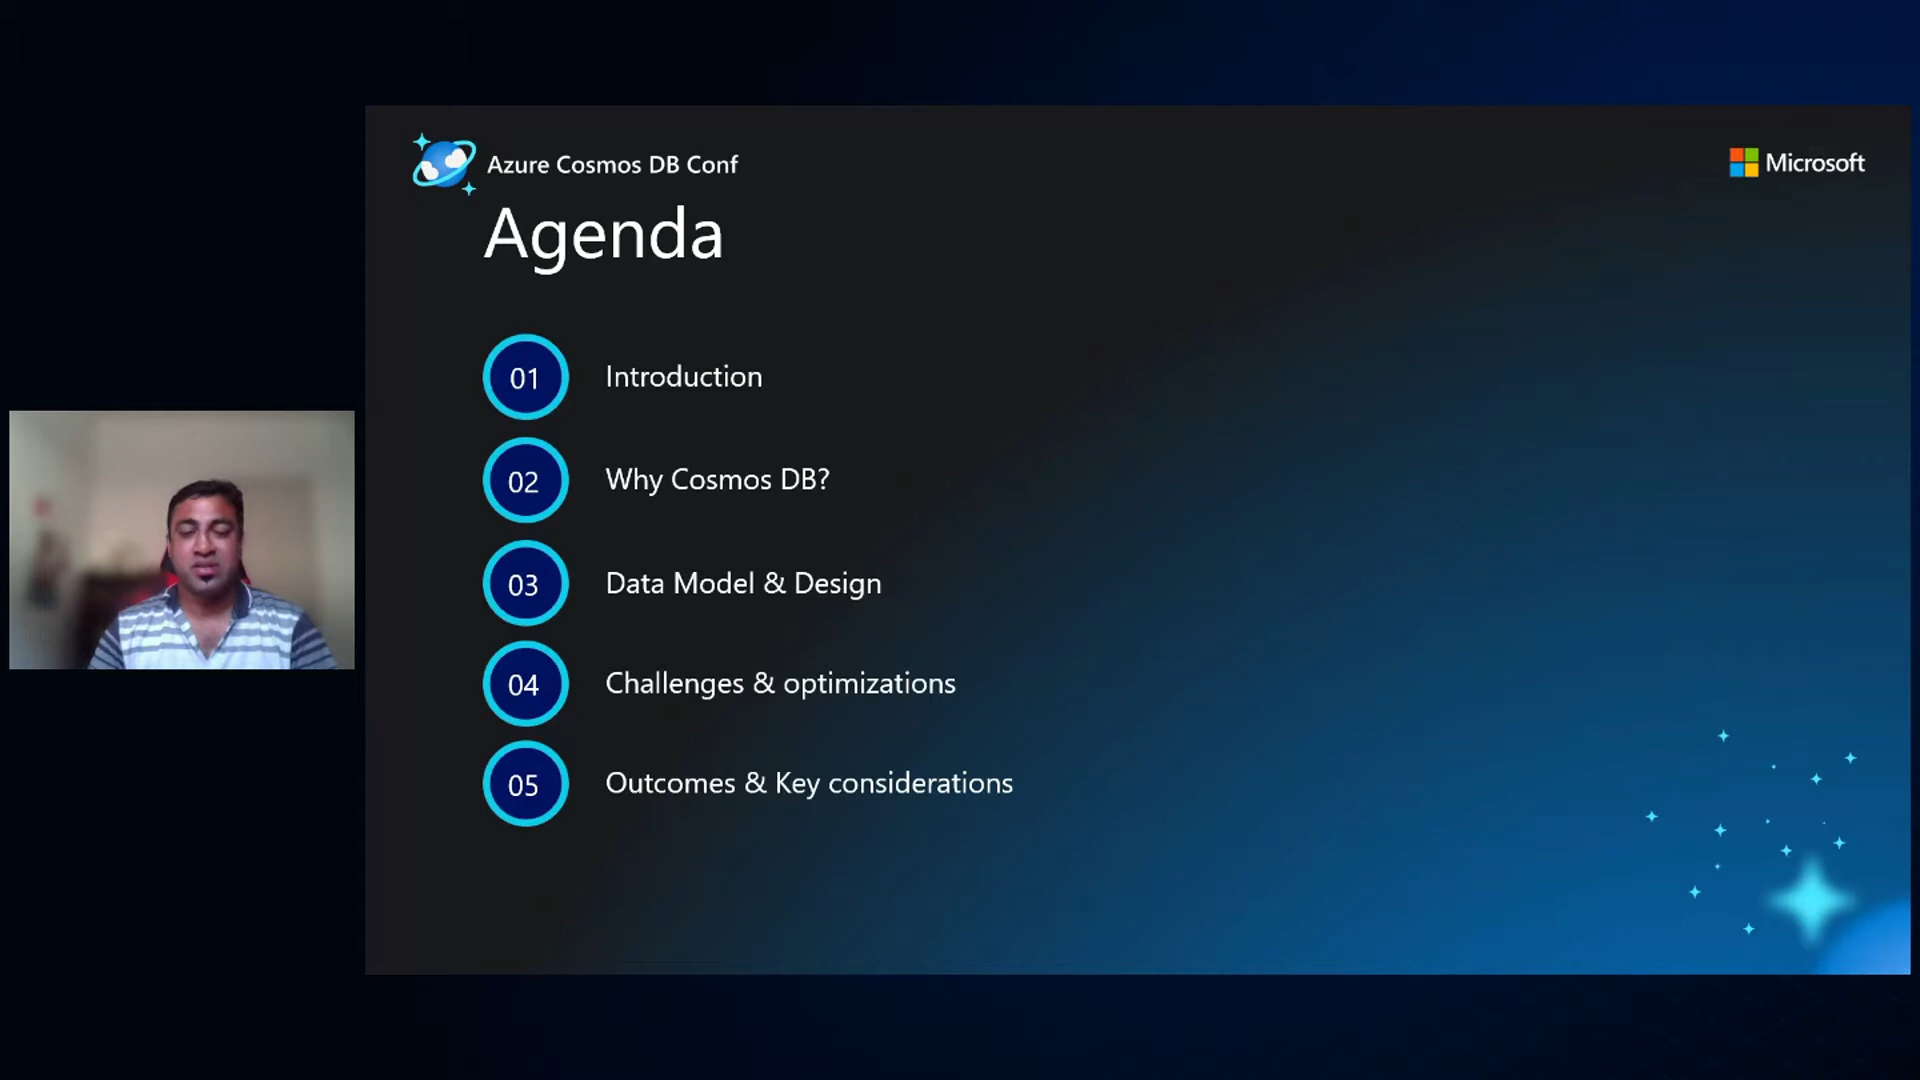 Azure Cosmos DB Conf
Microsoft
Agenda
01 Introduction
02 Why Cosmos DB?
03 Data Model & Design
04 Challenges & optimizations
05 Outcomes & Key considerations